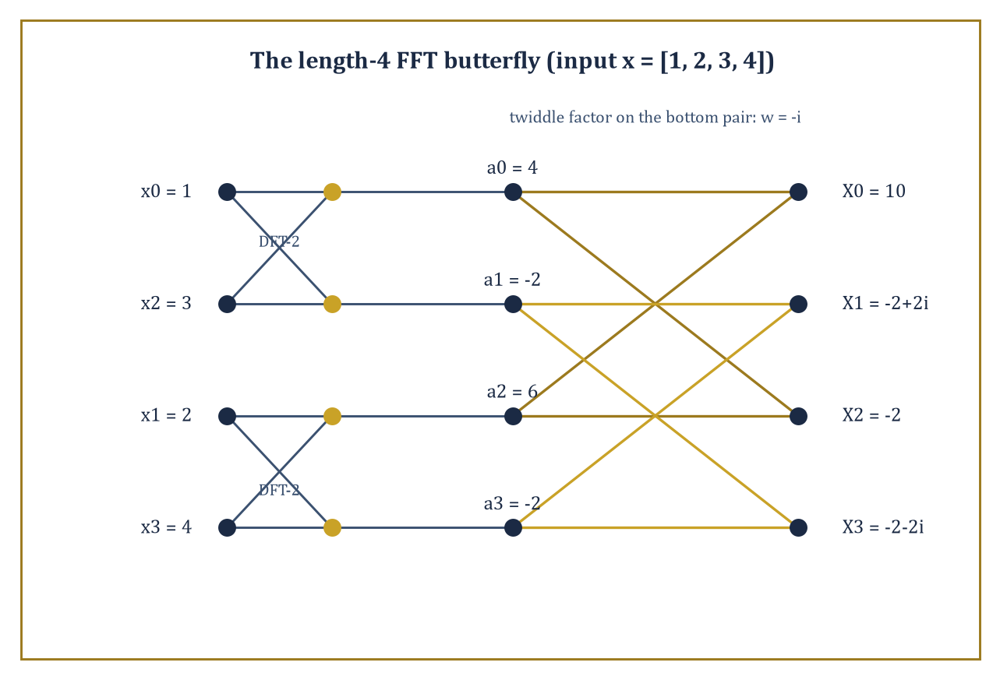 The length-4 FFT butterfly (input x = [1, 2, 3, 4])
twiddle factor on the bottom pair: w = -i
a0 = 4
x0 = 1
X0 = 10
DFT-2
a1 = -2
x2 = 3
X1 = -2+2i
a2 = 6
x1 = 2
X2 = -2
DFT-2
a3 = -2
x3 = 4
X3 = -2-2i